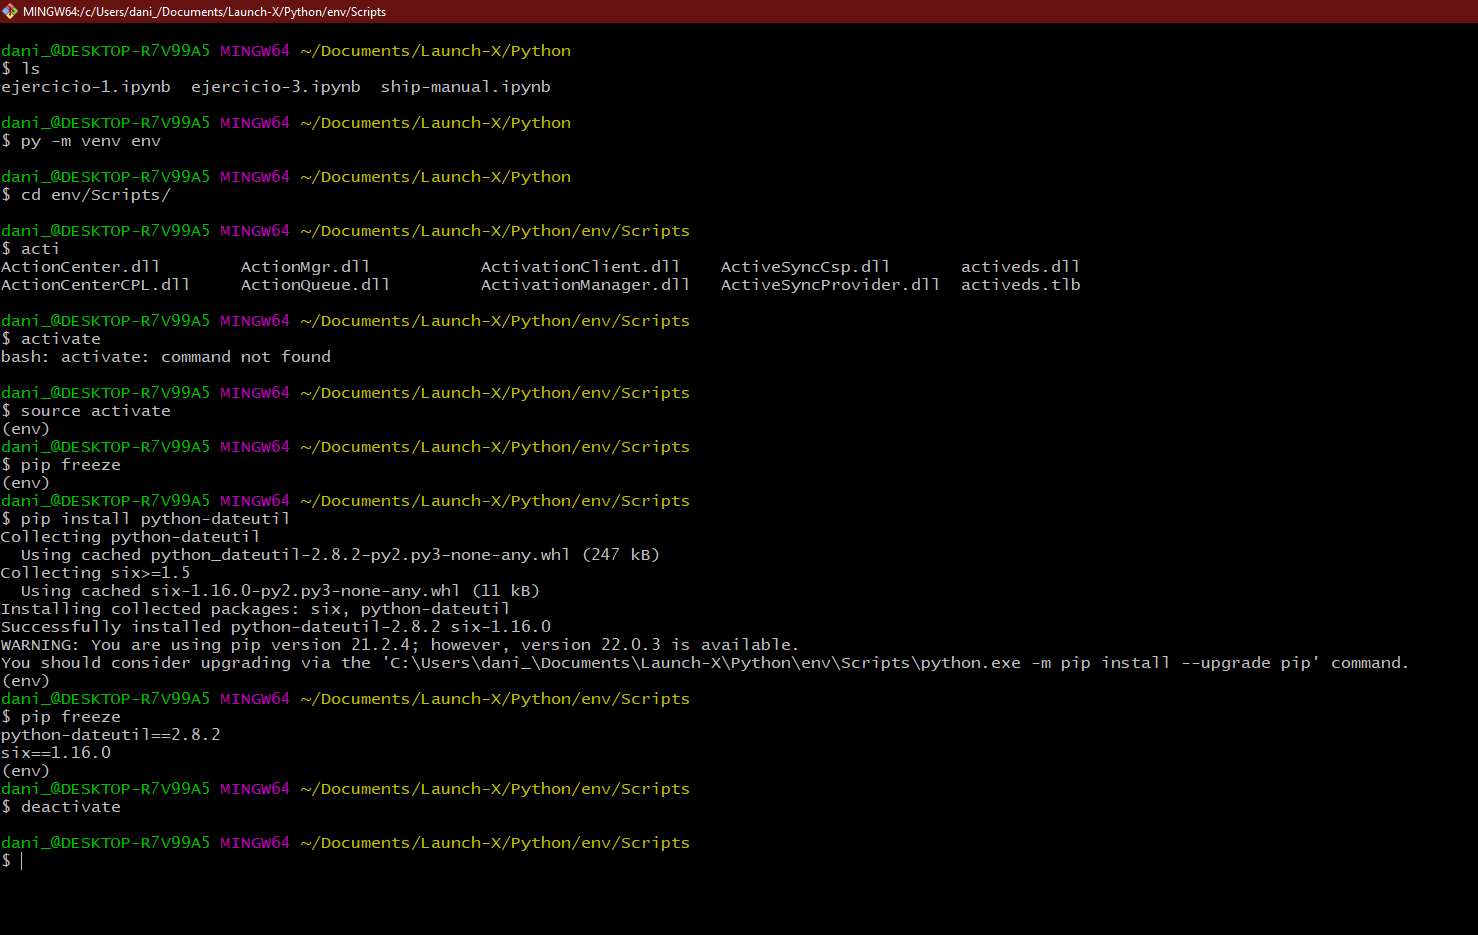 MINGW64:/c/Users/dani_/Documents/Launch-X/Python/env/Scripts
dani_@DESKTOP-R7V99A5 MINGW64 ~/Documents/Launch-X/Python
$ ls
ejercicio-1.ipynb  ejercicio-3.ipynb  ship-manual.ipynb
dani_@DESKTOP-R7V99A5 MINGW64 ~/Documents/Launch-X/Python
$ py -m venv env
dani_@DESKTOP-R7V99A5 MINGW64 ~/Documents/Launch-X/Python
$ cd env/Scripts/
dani_@DESKTOP-R7V99A5 MINGW64 ~/Documents/Launch-X/Python/env/Scripts
$ acti
ActionCenter.dll        ActionMgr.dll           ActivationClient.dll    ActiveSyncCsp.dll       activeds.dll
ActionCenterCPL.dll     ActionQueue.dll         ActivationManager.dll   ActiveSyncProvider.dll  activeds.tlb
dani_@DESKTOP-R7V99A5 MINGW64 ~/Documents/Launch-X/Python/env/Scripts
$ activate
bash: activate: command not found
dani_@DESKTOP-R7V99A5 MINGW64 ~/Documents/Launch-X/Python/env/Scripts
$ source activate
(env)
dani_@DESKTOP-R7V99A5 MINGW64 ~/Documents/Launch-X/Python/env/Scripts
$ pip freeze
(env)
dani_@DESKTOP-R7V99A5 MINGW64 ~/Documents/Launch-X/Python/env/Scripts
$ pip install python-dateutil
Collecting python-dateutil
  Using cached python_dateutil-2.8.2-py2.py3-none-any.whl (247 kB)
Collecting six>=1.5
  Using cached six-1.16.0-py2.py3-none-any.whl (11 kB)
Installing collected packages: six, python-dateutil
Successfully installed python-dateutil-2.8.2 six-1.16.0
WARNING: You are using pip version 21.2.4; however, version 22.0.3 is available.
You should consider upgrading via the 'C:\Users\dani_\Documents\Launch-X\Python\env\Scripts\python.exe -m pip install --upgrade pip' command.
(env)
dani_@DESKTOP-R7V99A5 MINGW64 ~/Documents/Launch-X/Python/env/Scripts
$ pip freeze
python-dateutil==2.8.2
six==1.16.0
(env)
dani_@DESKTOP-R7V99A5 MINGW64 ~/Documents/Launch-X/Python/env/Scripts
$ deactivate
dani_@DESKTOP-R7V99A5 MINGW64 ~/Documents/Launch-X/Python/env/Scripts
$